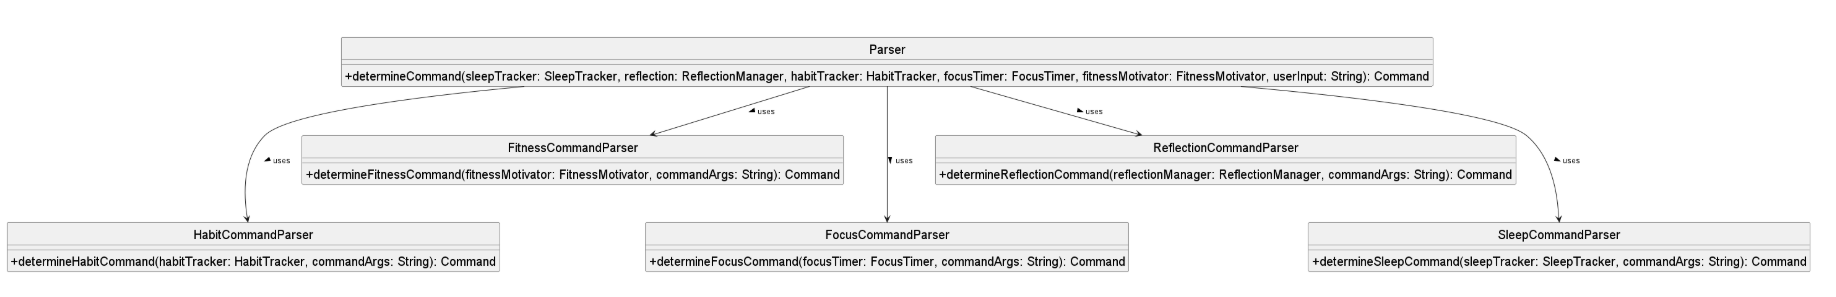 Parser
+determineCommand(sleepTracker: SleepTracker, reflection: ReflectionManager, habitTracker: HabitTracker, focusTimer: FocusTimer, fitnessMotivator: FitnessMotivator, userInput: String): Command
uses
uses
FitnessCommandParser
+determineFitnessCommand(fitnessMotivator: FitnessMotivator, commandArgs: String): Command
ReflectionCommandParser
+determineReflectionCommand(reflectionManager: ReflectionManager, commandArgs: String): Command
uses
uses
uses
HabitCommandParser
+determineHabitCommand(habitTracker: HabitTracker, commandArgs: String): Command
FocusCommandParser
+determineFocusCommand(focusTimer: FocusTimer, commandArgs: String): Command
SleepCommandParser
+determineSleepCommand(sleepTracker: SleepTracker, commandArgs: String): Command